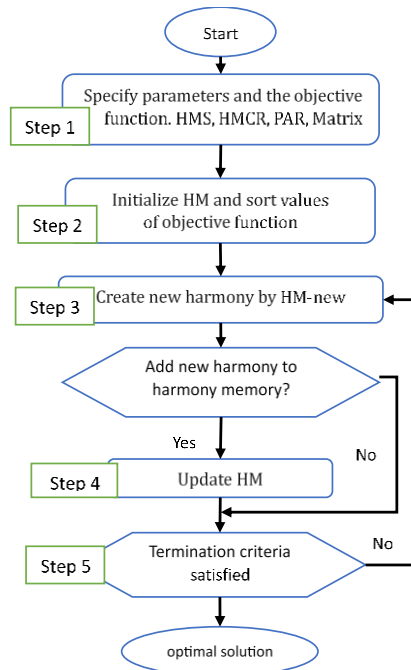 Start
Specify parameters and the objective
function. HMS, HMCR, PAR, Matrix
Step 1
Initialize HM and sort values
of objective function
Step 2
Create new harmony by HM-new
Step 3
Add new harmony to
harmony memory?
Yes
No
Update HM
Step 4
Termination criteria
satisfied
Step 5
No
optimal solution